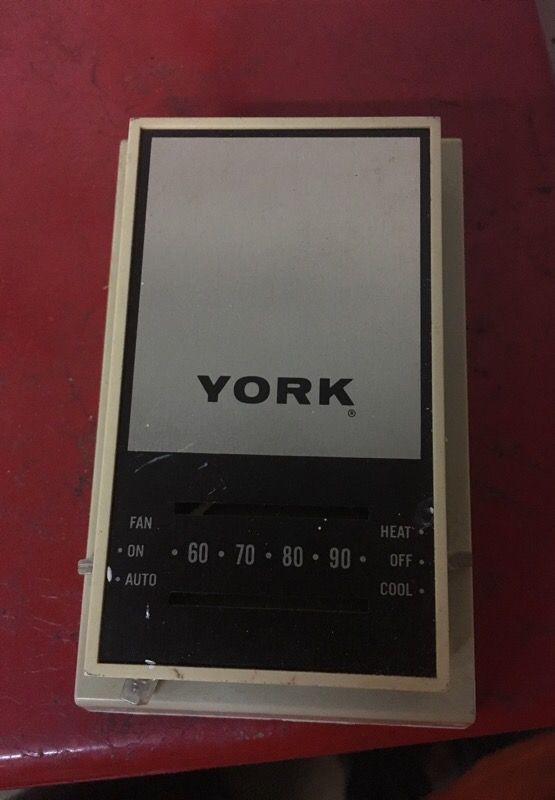 YORK®
FAN
• ON
• AUTO
• 60 • 70 • 80 • 90 •
HEAT •
OFF •
COOL •